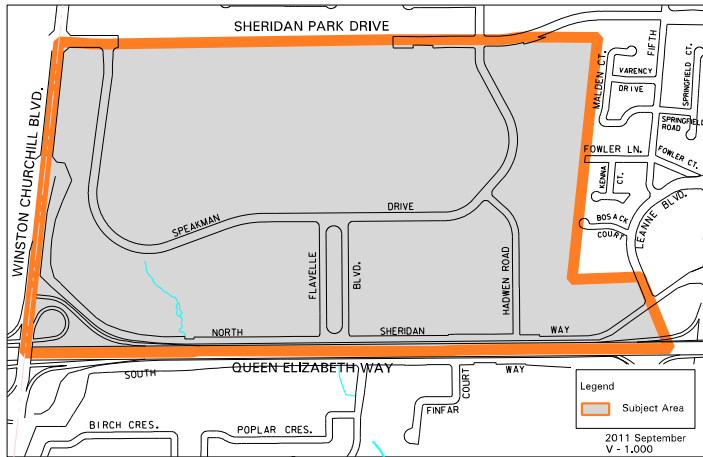 SHERIDAN PARK DRIVE
WINSTON CHURCHILL BLVD.
MALDEN CT.
FIFTH
SPRINGFIELD CT.
VARENCY
DRIVE
SPRINGFIELD
ROAD
FOWLER LN.
FOWLER CT.
KENNA
CT.
BOSACK
COURT
LEANNE BLVD.
SPEAKMAN
DRIVE
FLAVELLE
BLVD.
HADWEN ROAD
NORTH
SHERIDAN
WAY
QUEEN ELIZABETH WAY
SOUTH
WAY
FINFAR
COURT
BIRCH CRES.
POPLAR CRES.
Legend
Subject Area
2011 September
V - 1.000